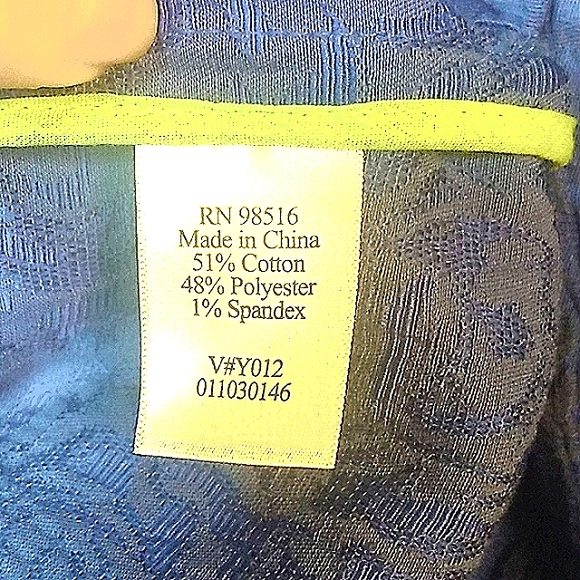 RN 98516
Made in China
51% Cotton
48% Polyester
1% Spandex
V#Y012
011030146